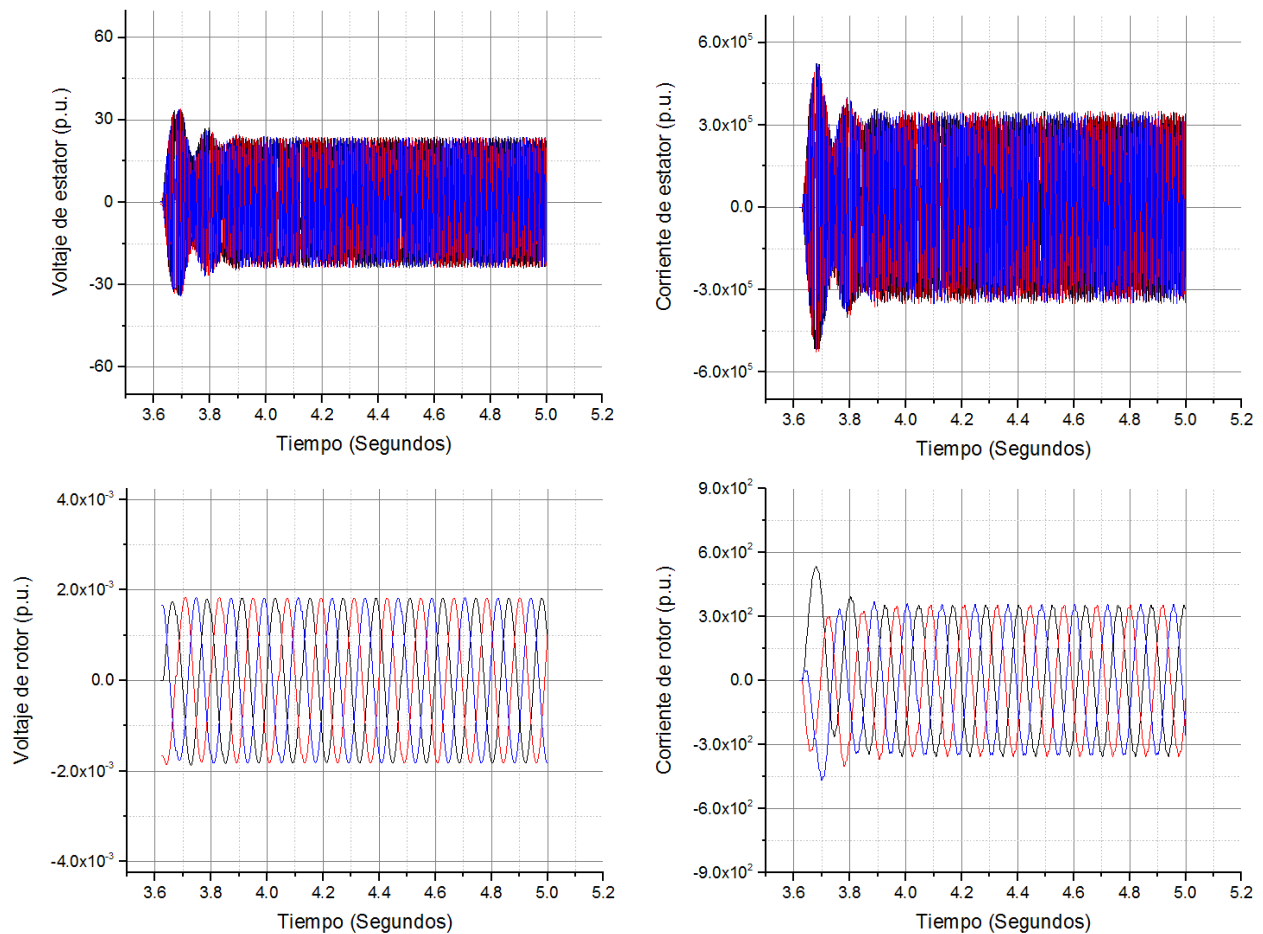 60
30
0
-30
-60
Voltaje de estator (p.u.)
3.6 3.8 4.0 4.2 4.4 4.6 4.8 5.0 5.2
Tiempo (Segundos)
6.0x10⁵
3.0x10⁵
0.0
-3.0x10⁵
-6.0x10⁵
Corriente de estator (p.u.)
3.6 3.8 4.0 4.2 4.4 4.6 4.8 5.0 5.2
Tiempo (Segundos)
4.0x10⁻³
2.0x10⁻³
0.0
-2.0x10⁻³
-4.0x10⁻³
Voltaje de rotor (p.u.)
3.6 3.8 4.0 4.2 4.4 4.6 4.8 5.0 5.2
Tiempo (Segundos)
9.0x10²
6.0x10²
3.0x10²
0.0
-3.0x10²
-6.0x10²
-9.0x10²
Corriente de rotor (p.u.)
3.6 3.8 4.0 4.2 4.4 4.6 4.8 5.0 5.2
Tiempo (Segundos)